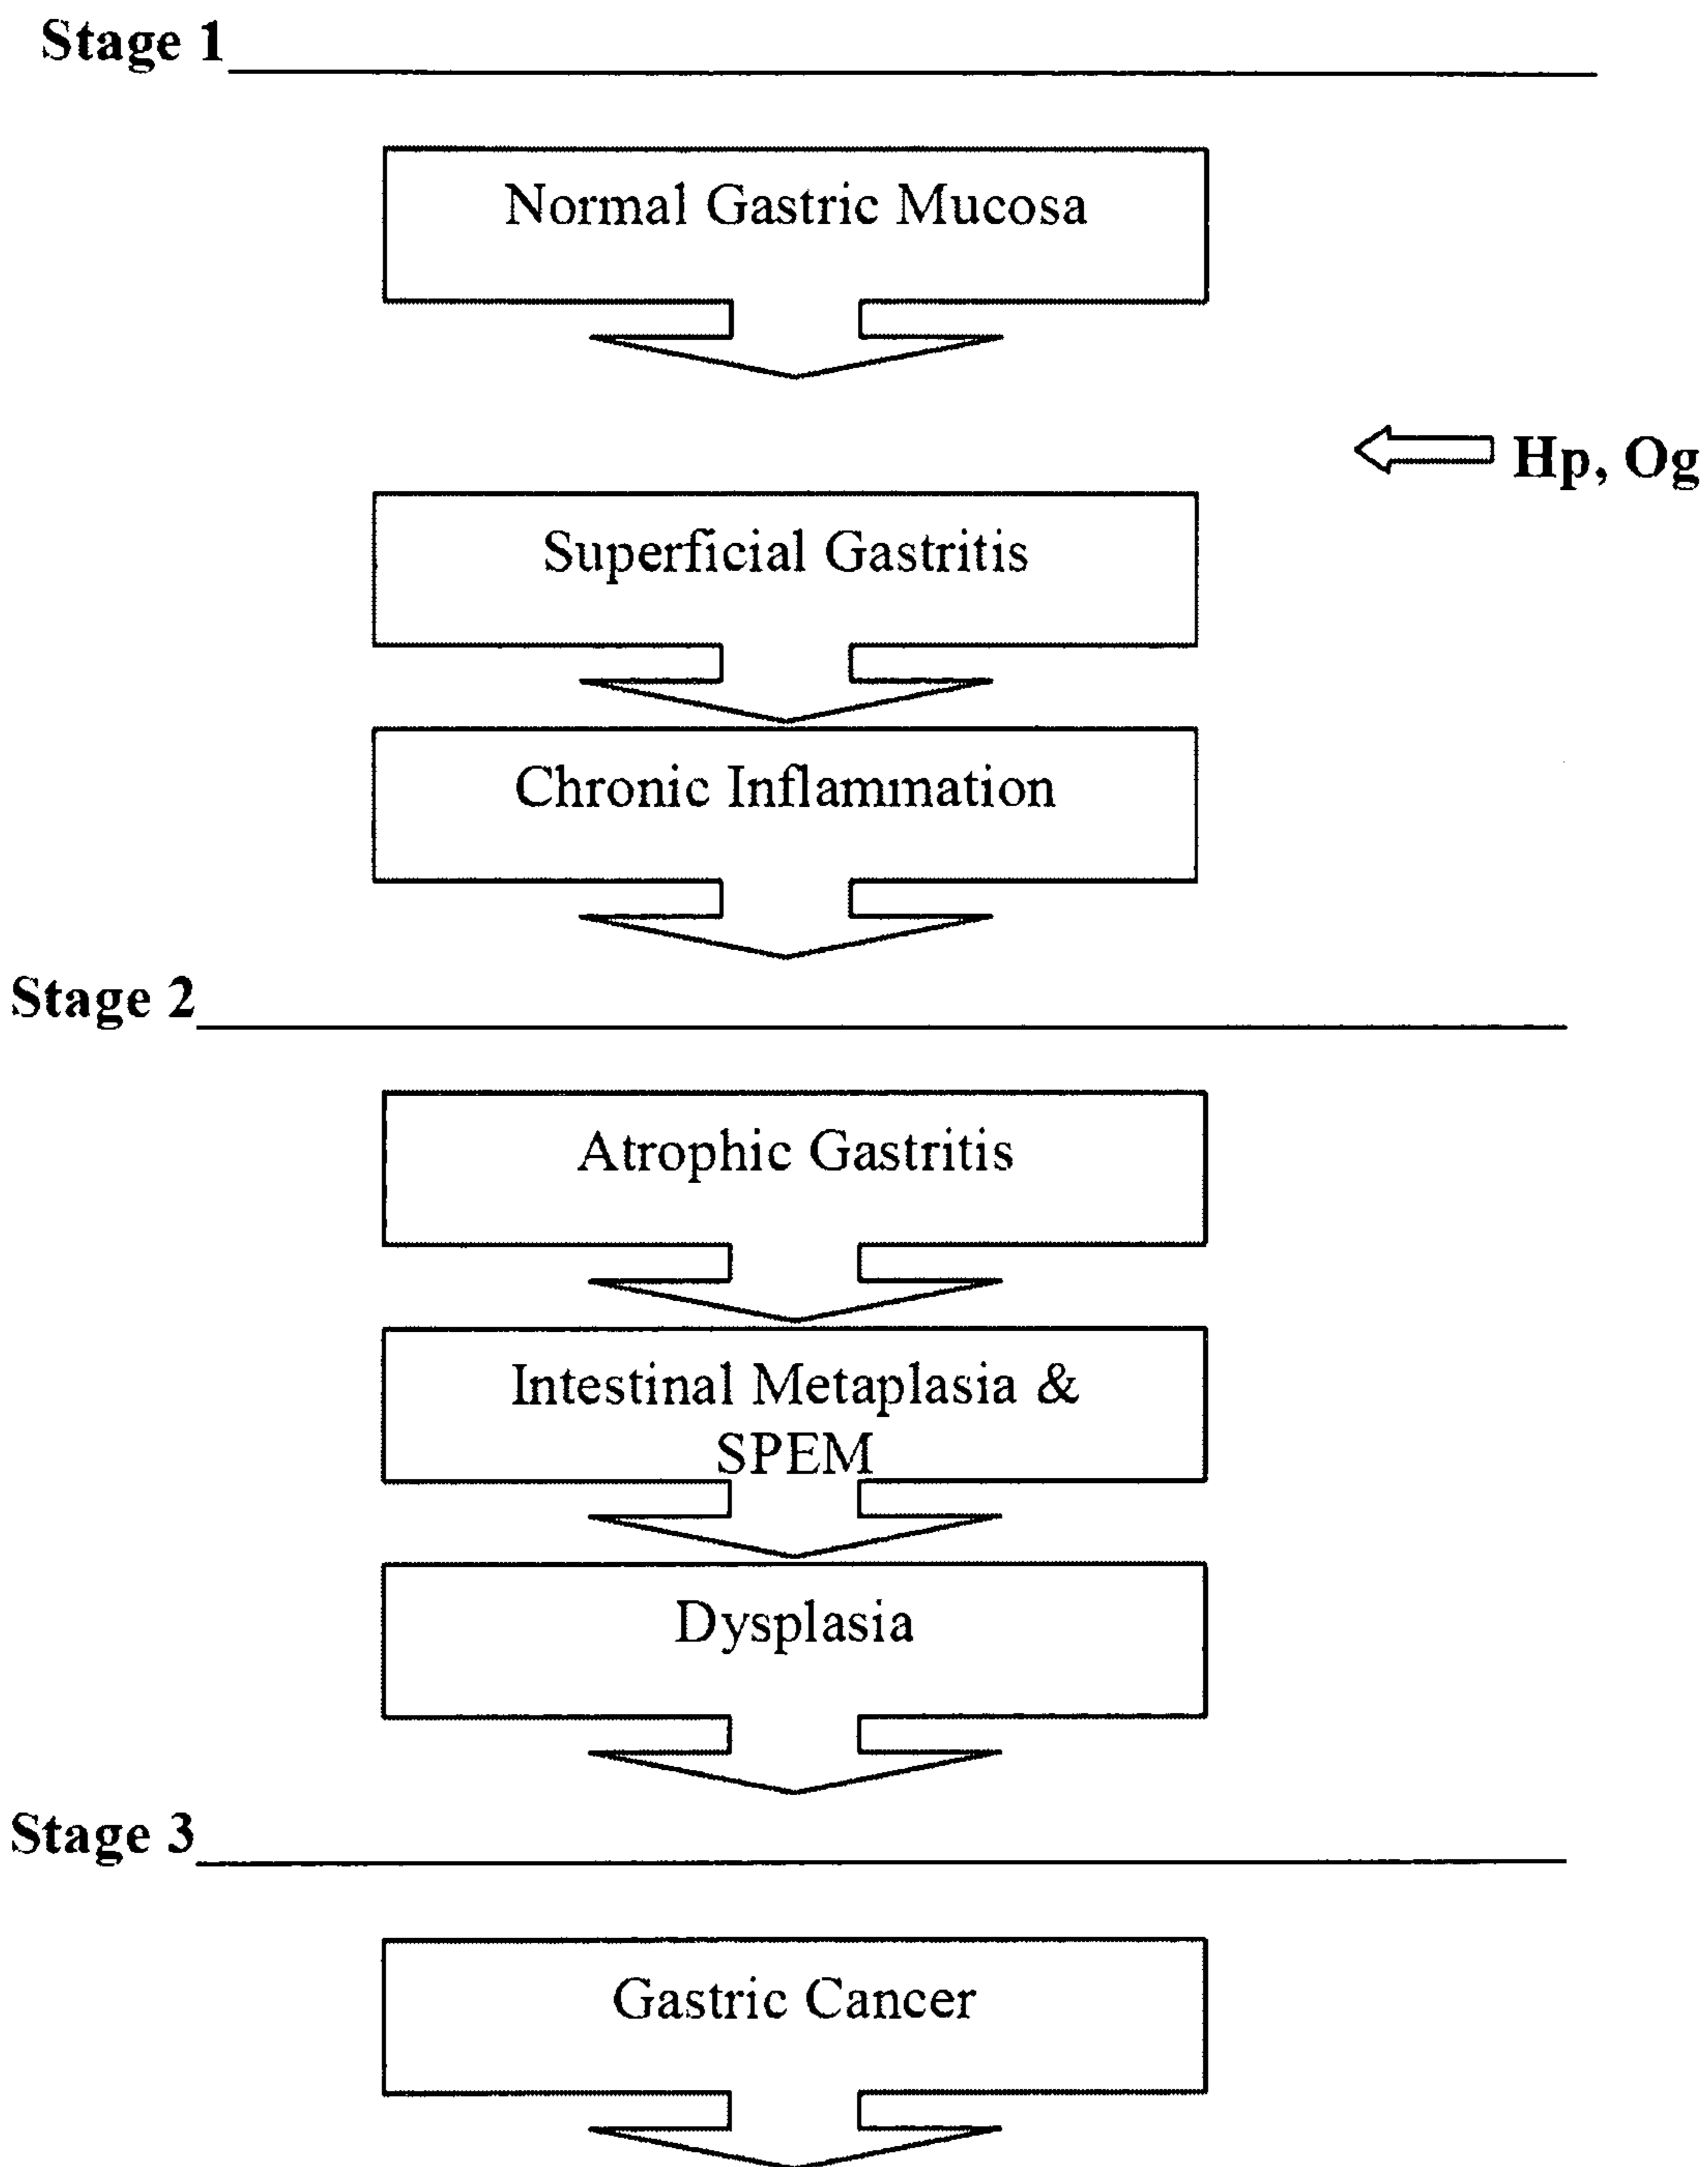 Stage 1
Normal Gastric Mucosa
Hp, Og
Superficial Gastritis
Chronic Inflammation
Stage 2
Atrophic Gastritis
Intestinal Metaplasia &
SPEM
Dysplasia
Stage 3
Gastric Cancer